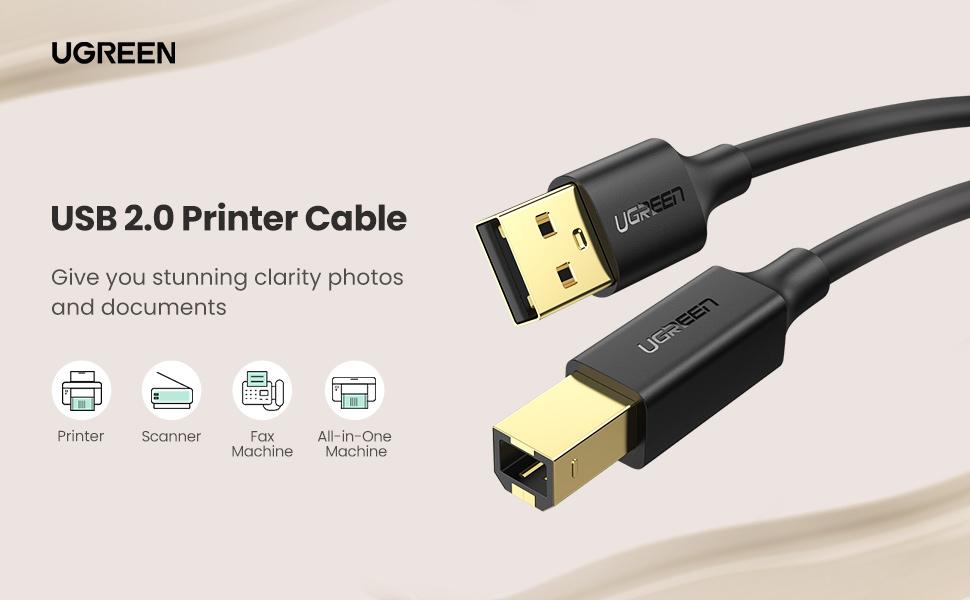 UGREEN
USB 2.0 Printer Cable
Give you stunning clarity photos
and documents
Printer
Scanner
Fax
Machine
All-in-One
Machine
UGREEN
UGREEN